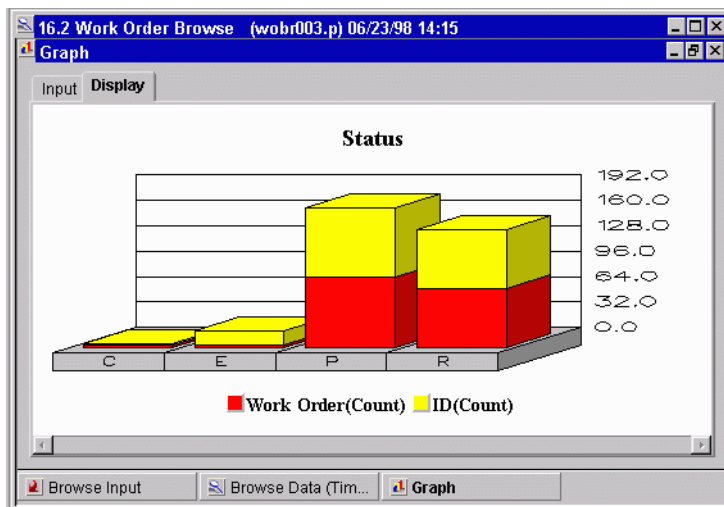 16.2 Work Order Browse (wobr003.p) 06/23/98 14:15
Graph
Input Display
Status
192.0
160.0
128.0
96.0
64.0
32.0
0.0
C E P R
Work Order(Count) ID(Count)
Browse Input Browse Data (Tim... Graph